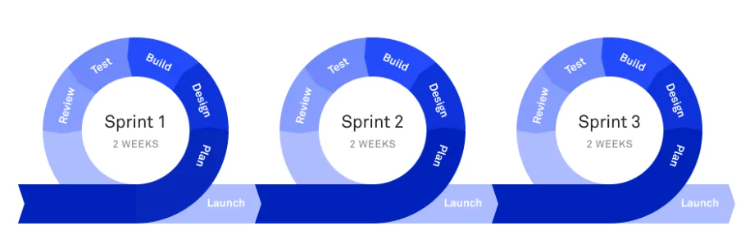 Plan
Design
Build
Test
Review
Sprint 1
2 WEEKS
Launch
Plan
Design
Build
Test
Review
Sprint 2
2 WEEKS
Launch
Plan
Design
Build
Test
Review
Sprint 3
2 WEEKS
Launch